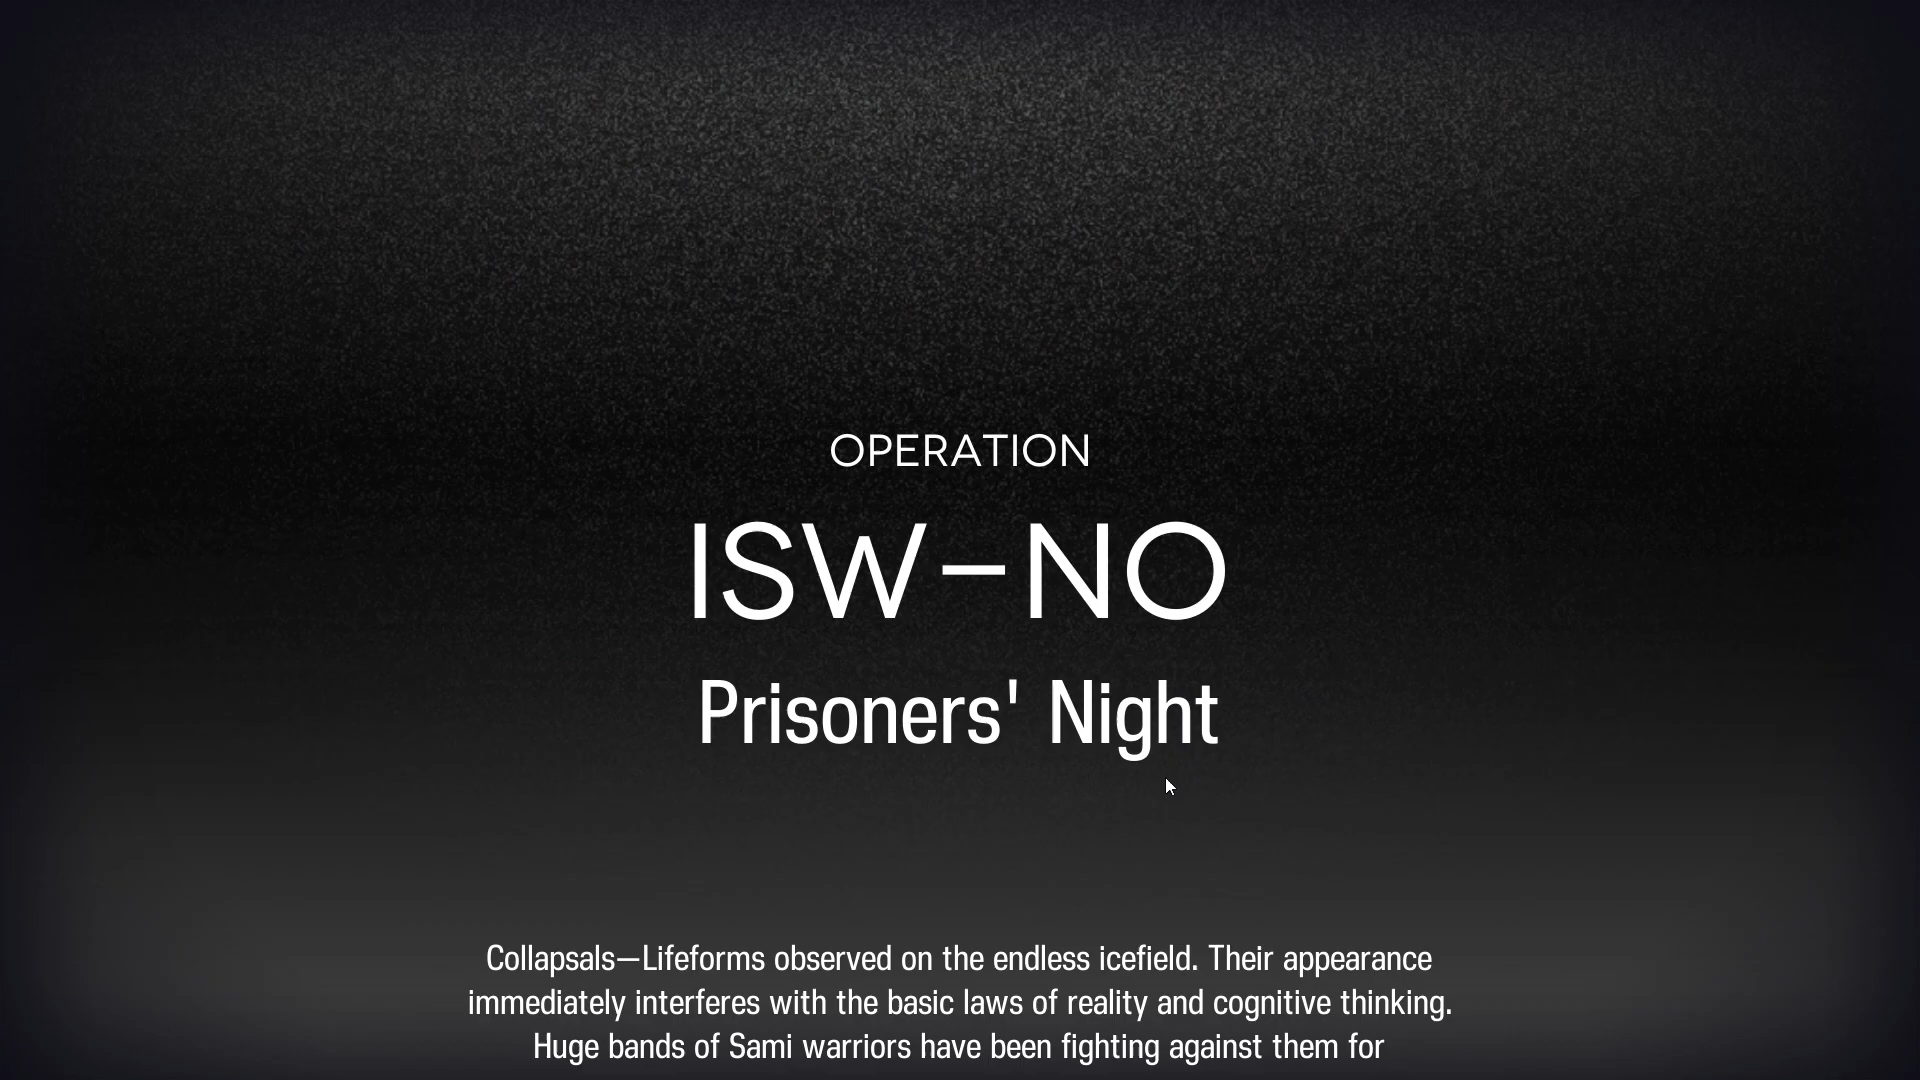 OPERATION
ISW–NO
Prisoners' Night
Collapsals—Lifeforms observed on the endless icefield. Their appearance
immediately interferes with the basic laws of reality and cognitive thinking.
Huge bands of Sami warriors have been fighting against them for